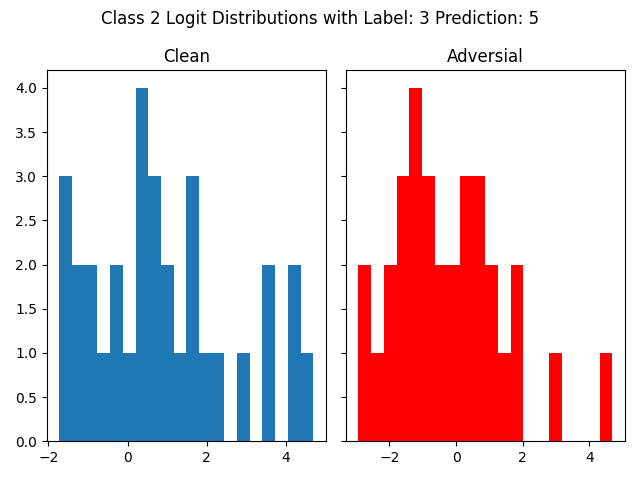 Class 2 Logit Distributions with Label: 3 Prediction: 5
Clean
Adversial
4.0
3.5
3.0
2.5
2.0
1.5
1.0
0.5
0.0
−2 0 2 4
−2 0 2 4